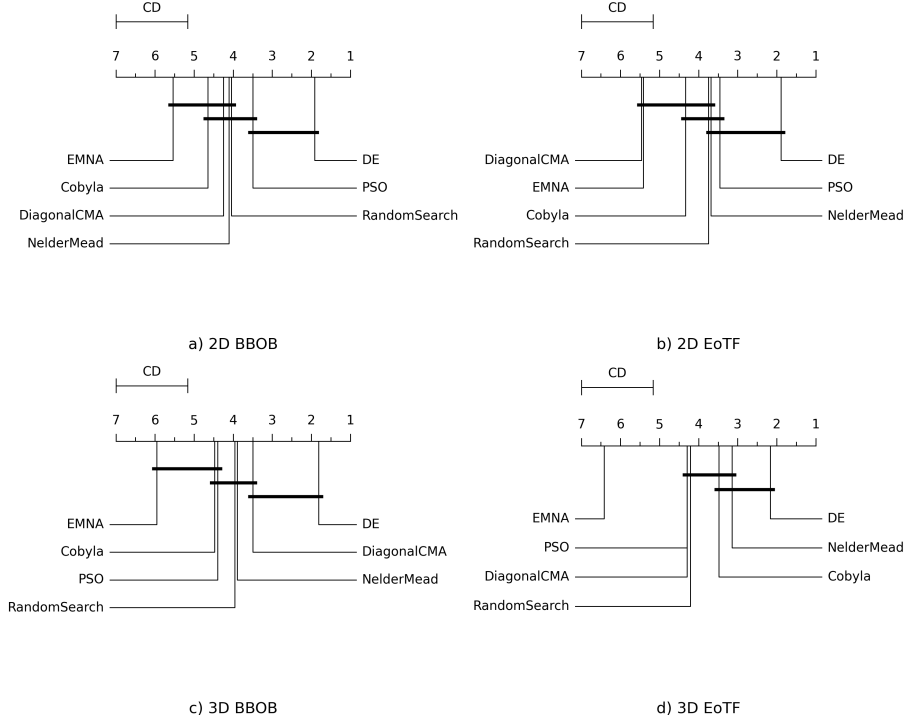 CD
7 6 5 4 3 2 1
EMNA
Cobyla
DiagonalCMA
NelderMead
DE
PSO
RandomSearch
a) 2D BBOB
CD
7 6 5 4 3 2 1
DiagonalCMA
EMNA
Cobyla
RandomSearch
DE
PSO
NelderMead
b) 2D EoTF
CD
7 6 5 4 3 2 1
EMNA
Cobyla
PSO
RandomSearch
DE
DiagonalCMA
NelderMead
c) 3D BBOB
CD
7 6 5 4 3 2 1
EMNA
PSO
DiagonalCMA
RandomSearch
DE
NelderMead
Cobyla
d) 3D EoTF